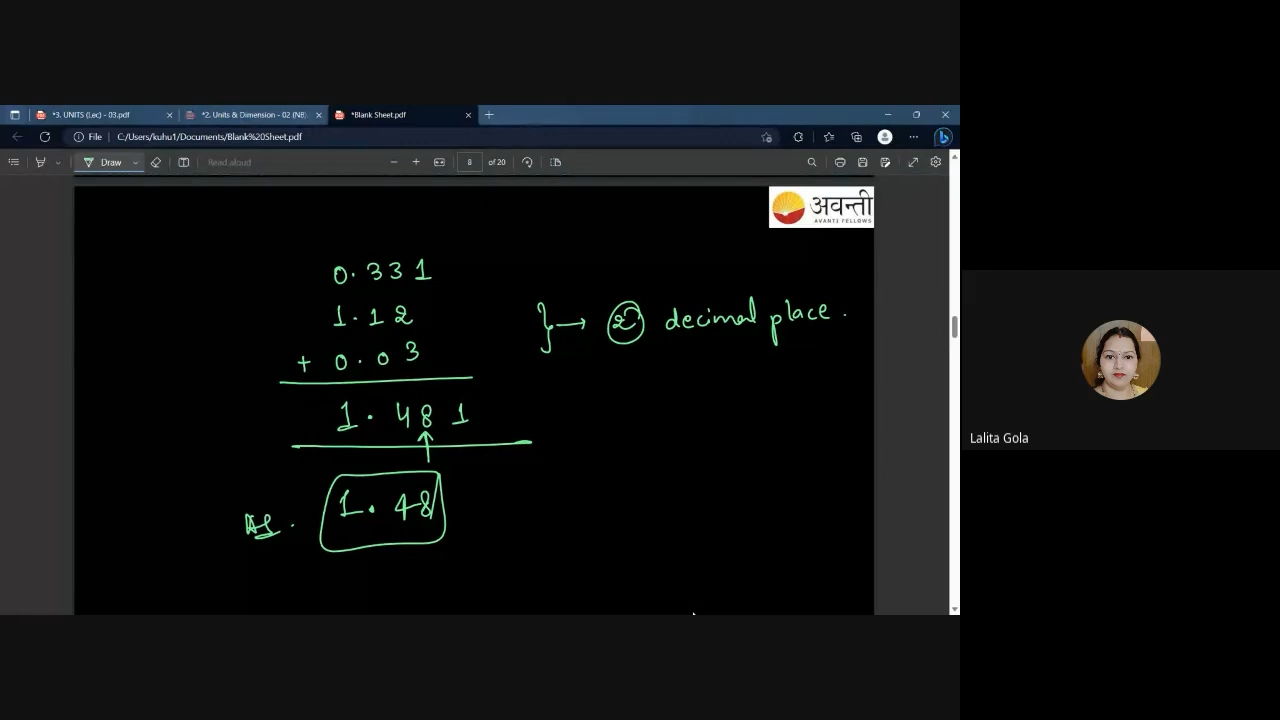 *3. UNITS (Lec) - 03.pdf
*2. Units & Dimension - 02 (NB)
*Blank Sheet.pdf
File
C:/Users/kuhu1/Documents/Blank%20Sheet.pdf
Draw
Read aloud
8
of 20
अवन्ती
AVANTI FELLOWS
0.331
1.12
+ 0.03
} → 2 decimal place.
1.481
1.48
Lalita Gola